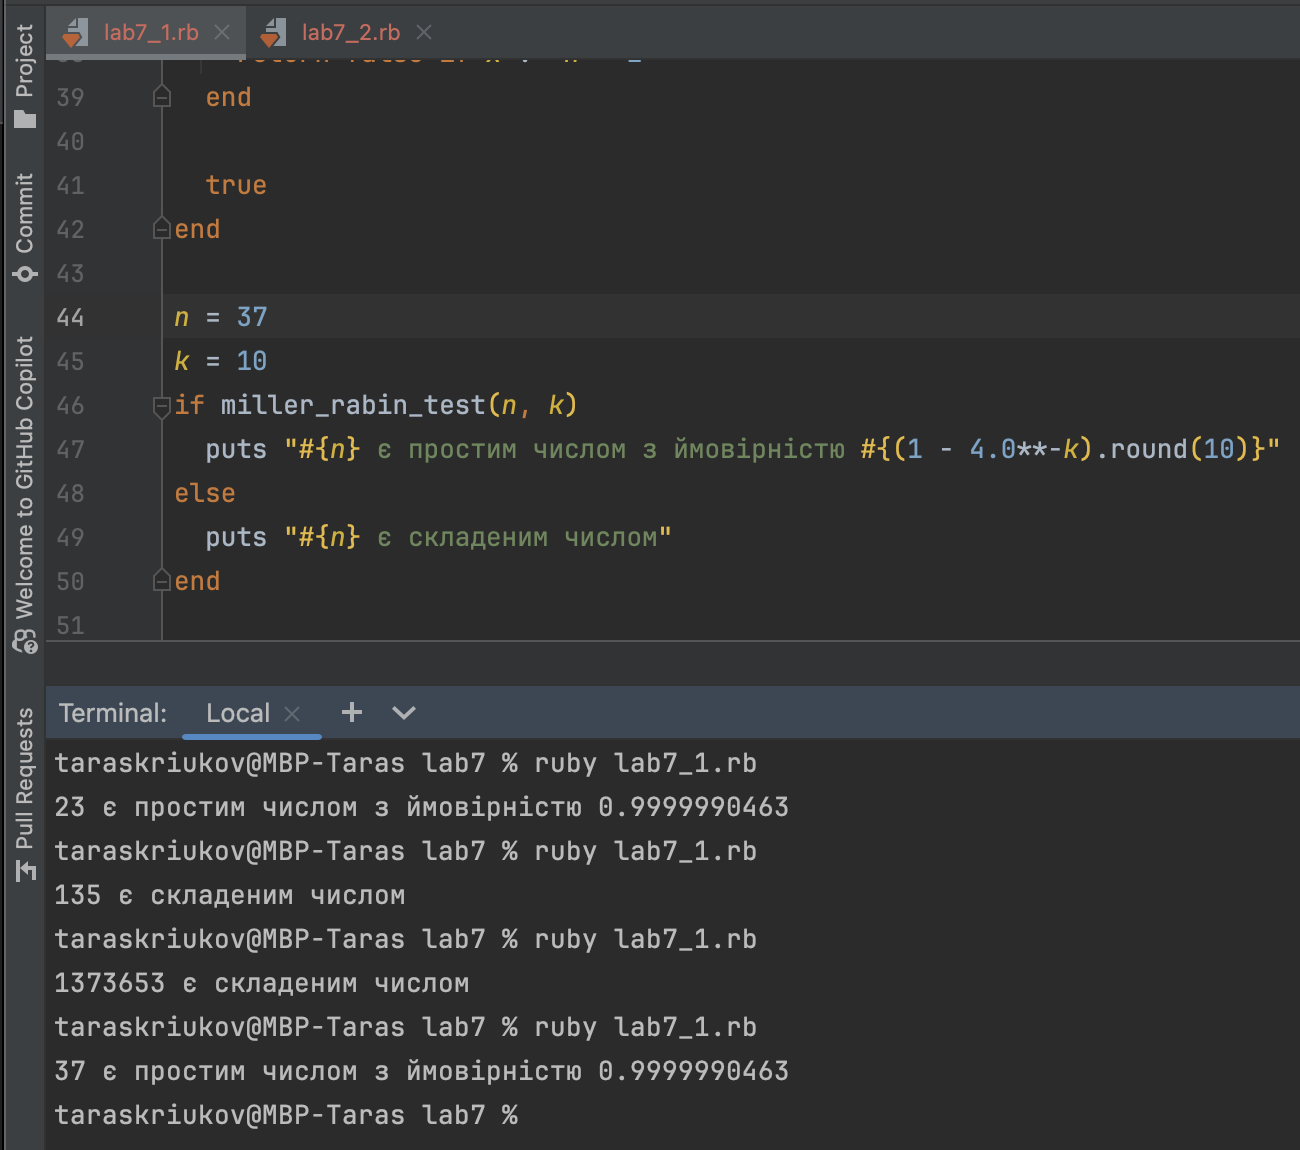 lab7_1.rb
lab7_2.rb
Project
Commit
Welcome to GitHub Copilot
Pull Requests
39 end
40
41 true
42 end
43
44 n = 37
45 k = 10
46 if miller_rabin_test(n, k)
47 puts "#{n} є простим числом з ймовірністю #{(1 - 4.0**-k).round(10)}"
48 else
49 puts "#{n} є складеним числом"
50 end
51
Terminal: Local
taraskriukov@MBP-Taras lab7 % ruby lab7_1.rb
23 є простим числом з ймовірністю 0.9999990463
taraskriukov@MBP-Taras lab7 % ruby lab7_1.rb
135 є складеним числом
taraskriukov@MBP-Taras lab7 % ruby lab7_1.rb
1373653 є складеним числом
taraskriukov@MBP-Taras lab7 % ruby lab7_1.rb
37 є простим числом з ймовірністю 0.9999990463
taraskriukov@MBP-Taras lab7 %